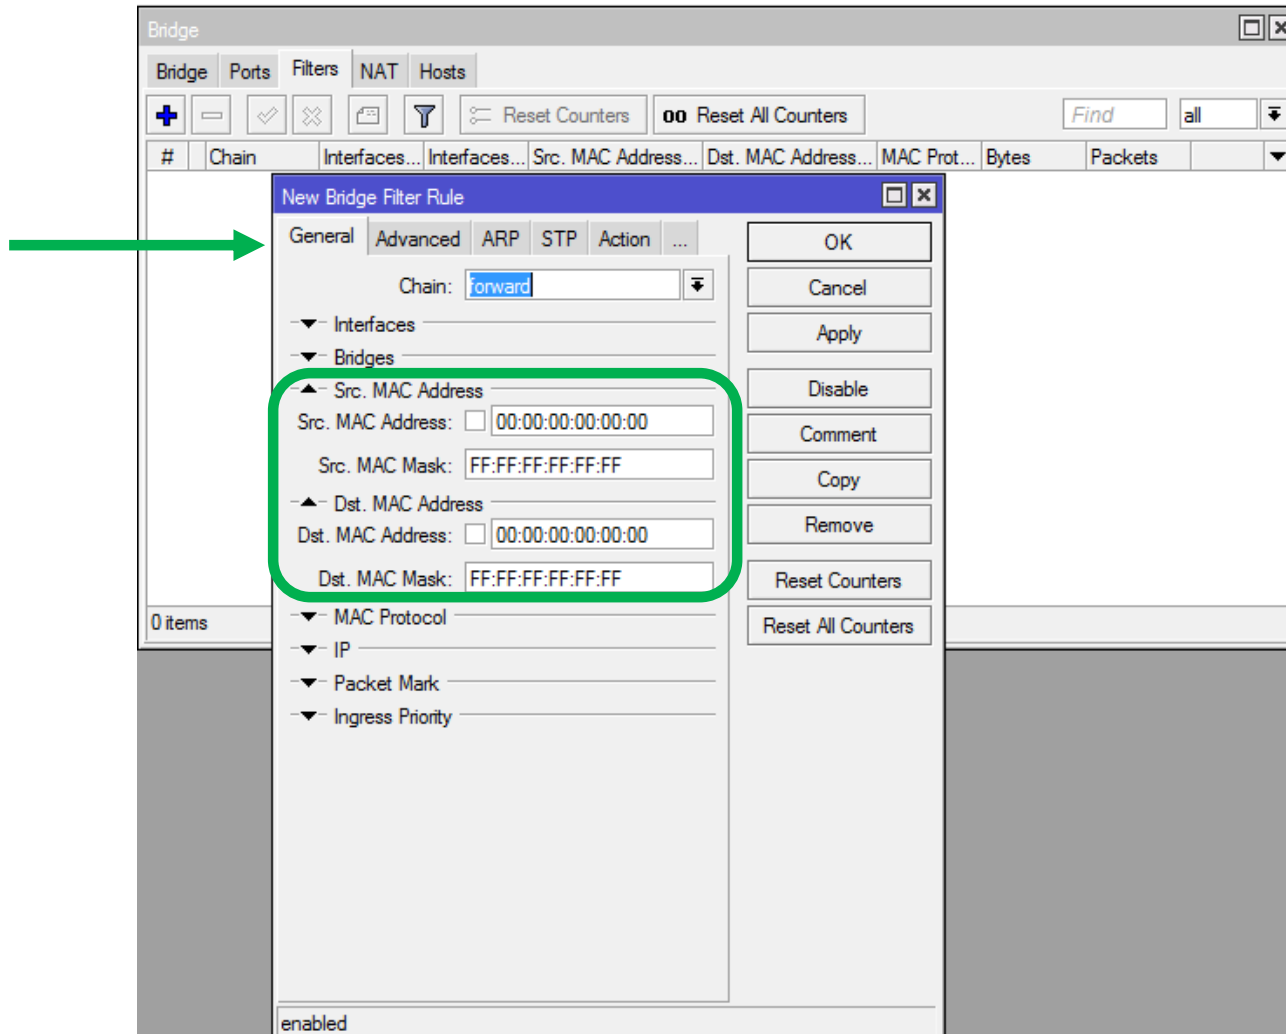 Bridge
Bridge Ports Filters NAT Hosts
Reset Counters 00 Reset All Counters Find all
# Chain Interfaces... Interfaces... Src. MAC Address... Dst. MAC Address... MAC Prot... Bytes Packets
New Bridge Filter Rule
General Advanced ARP STP Action ... OK
Chain: forward Cancel
Interfaces Apply
Bridges
Src. MAC Address Disable
Src. MAC Address: 00:00:00:00:00:00 Comment
Src. MAC Mask: FF:FF:FF:FF:FF:FF Copy
Dst. MAC Address Remove
Dst. MAC Address: 00:00:00:00:00:00
Dst. MAC Mask: FF:FF:FF:FF:FF:FF Reset Counters
0 items MAC Protocol Reset All Counters
IP
Packet Mark
Ingress Priority
enabled